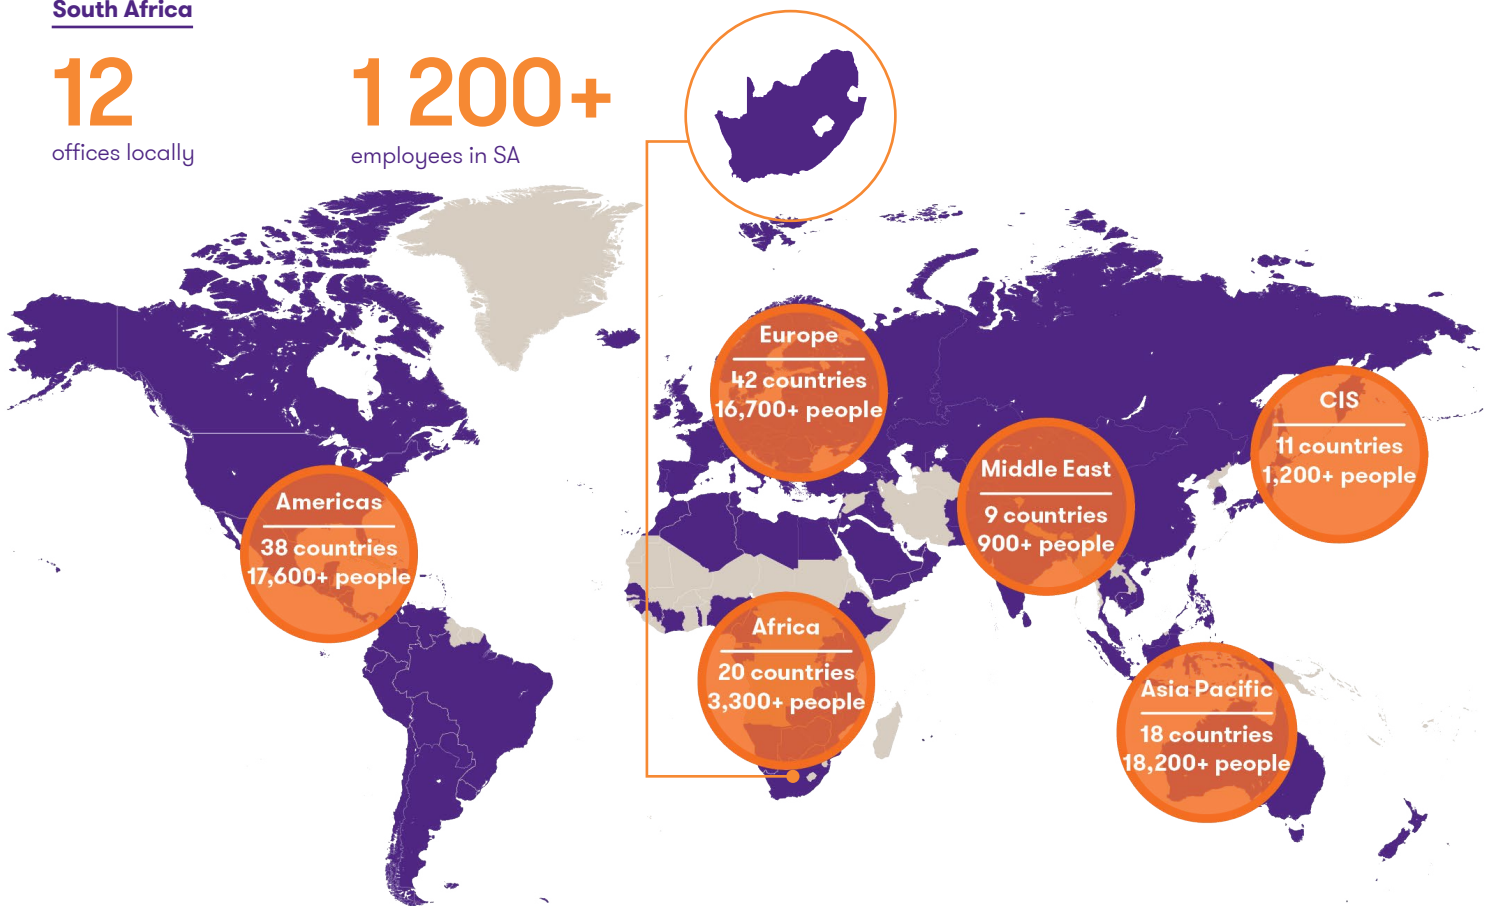 South Africa
12
offices locally
1 200+
employees in SA
Europe
42 countries
16,700+ people
CIS
11 countries
1,200+ people
Middle East
9 countries
900+ people
Americas
38 countries
17,600+ people
Africa
20 countries
3,300+ people
Asia Pacific
18 countries
18,200+ people